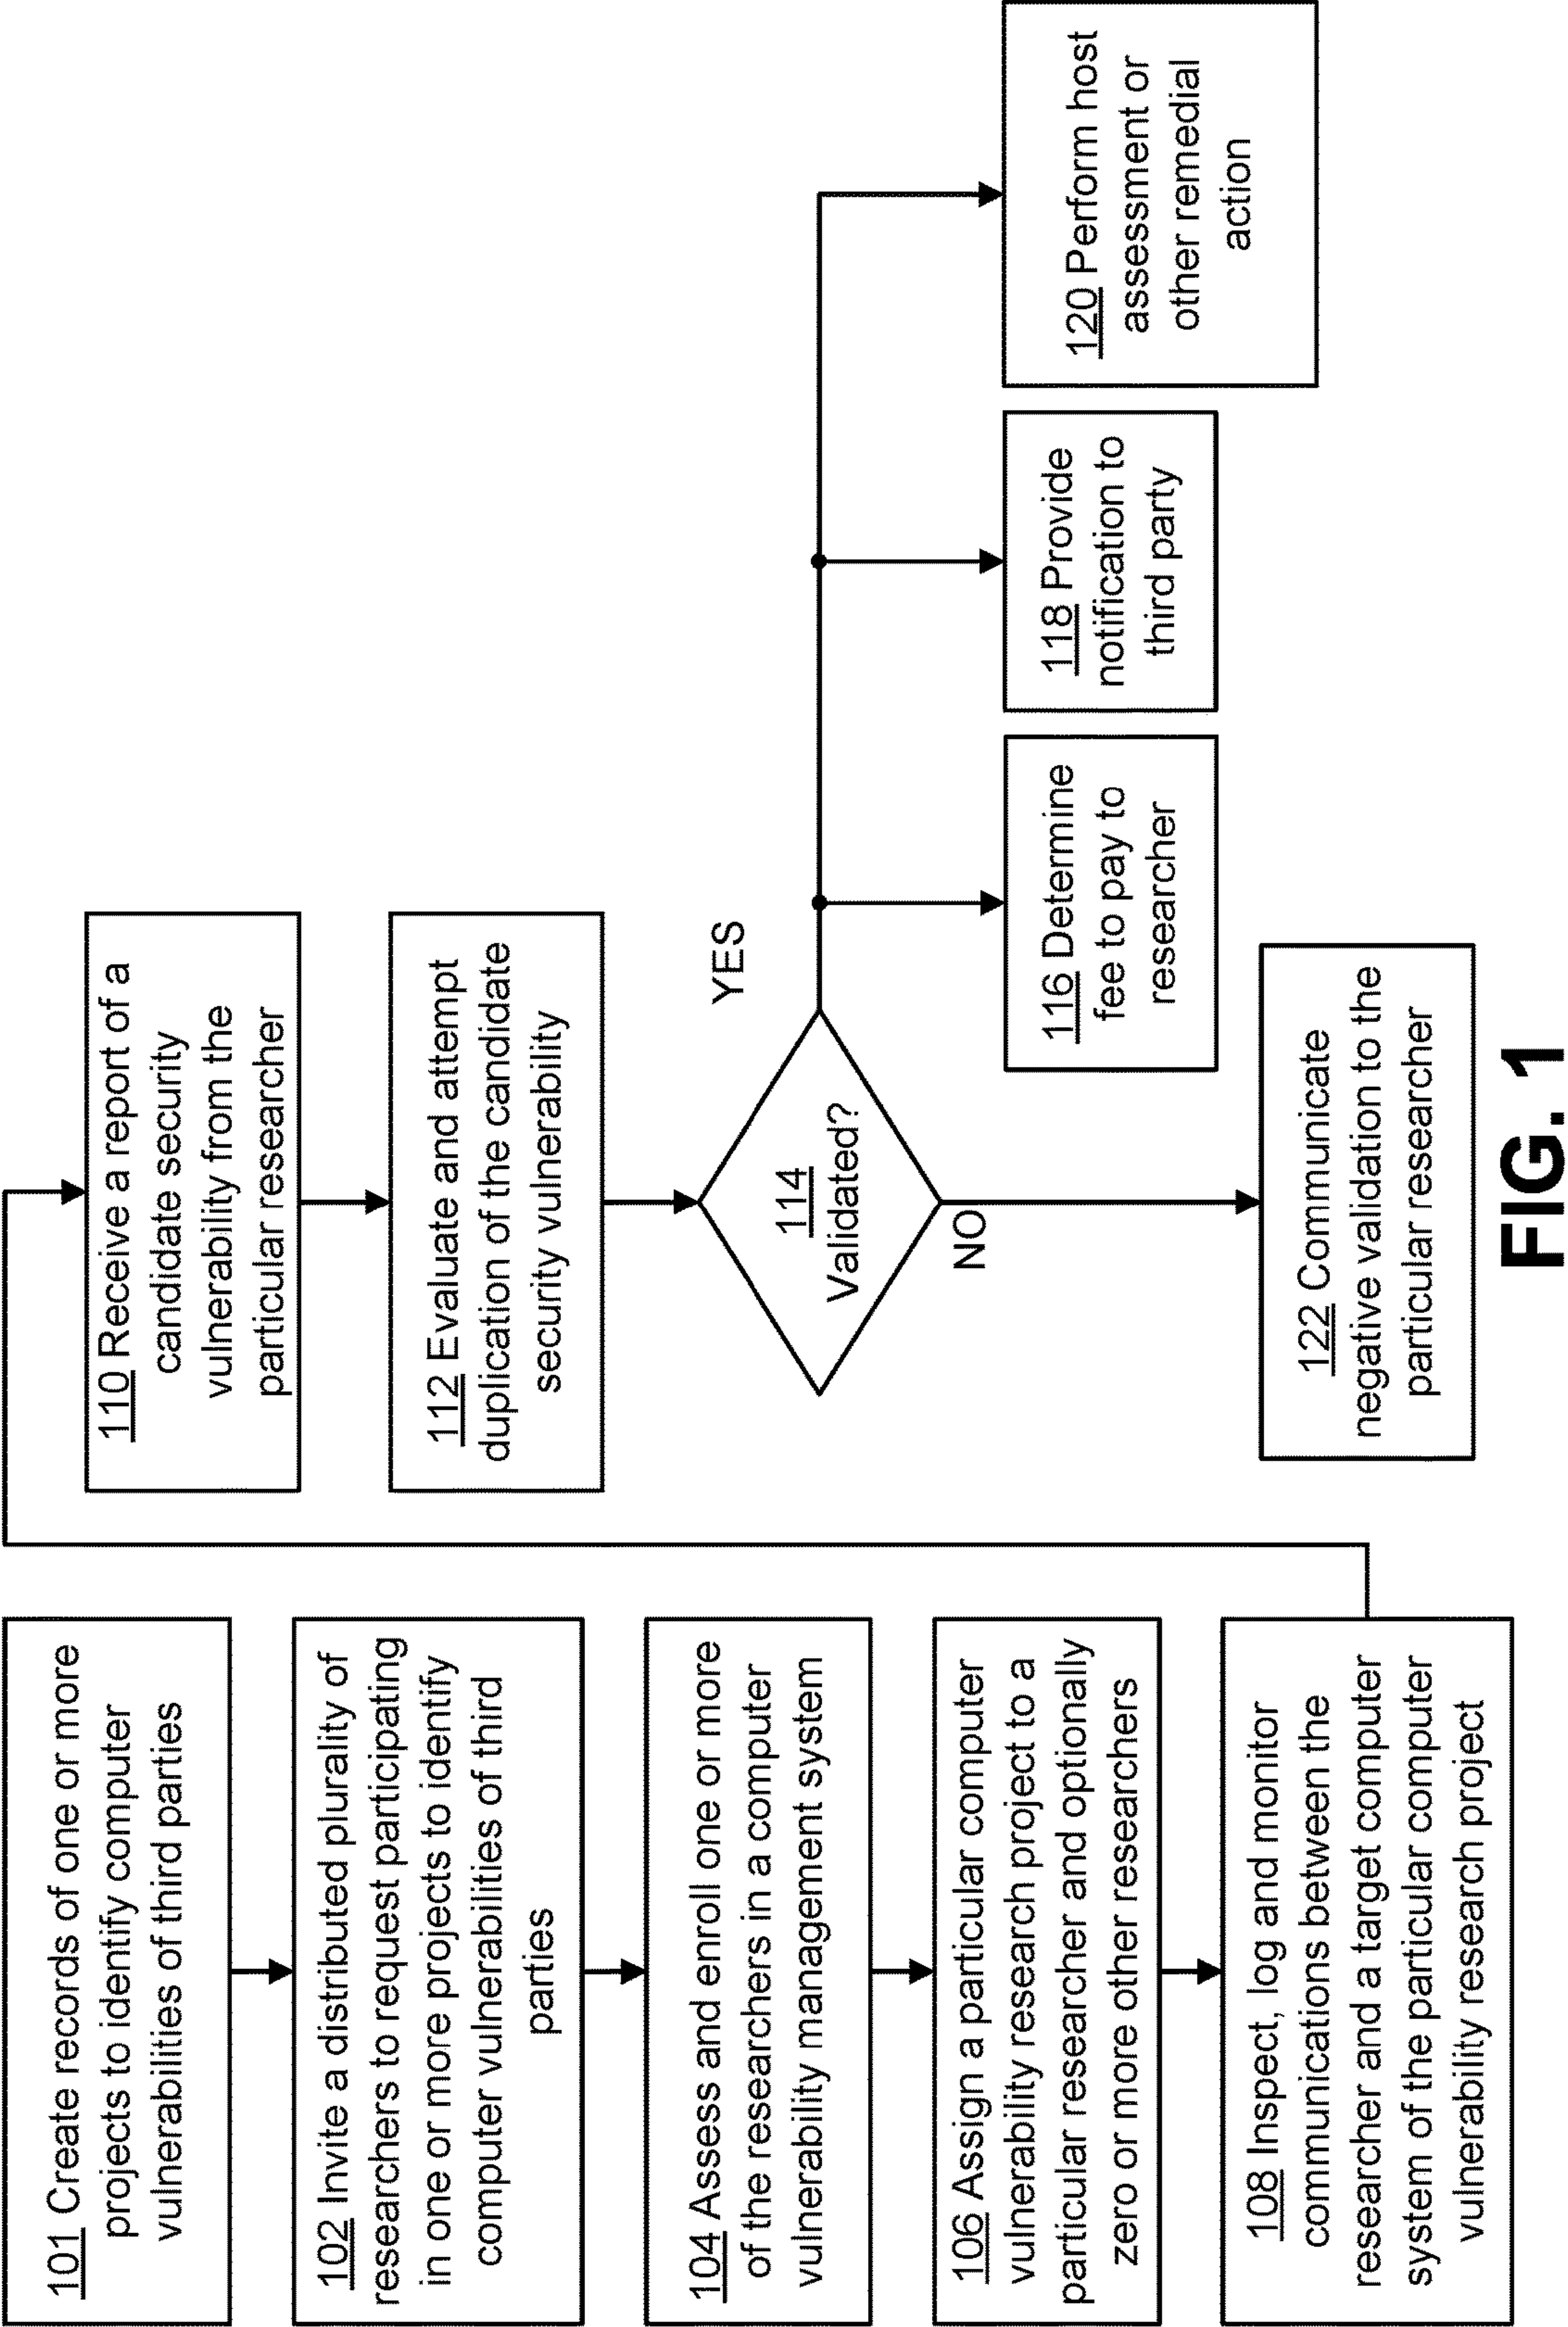 101 Create records of one or more
projects to identify computer
vulnerabilities of third parties
102 Invite a distributed plurality of
researchers to request participating
in one or more projects to identify
computer vulnerabilities of third
parties
104 Assess and enroll one or more
of the researchers in a computer
vulnerability management system
106 Assign a particular computer
vulnerability research project to a
particular researcher and optionally
zero or more other researchers
108 Inspect, log and monitor
communications between the
researcher and a target computer
system of the particular computer
vulnerability research project
110 Receive a report of a
candidate security
vulnerability from the
particular researcher
112 Evaluate and attempt
duplication of the candidate
security vulnerability
114
Validated?
YES
NO
116 Determine
fee to pay to
researcher
118 Provide
notification to
third party
120 Perform host
assessment or
other remedial
action
122 Communicate
negative validation to the
particular researcher
FIG. 1